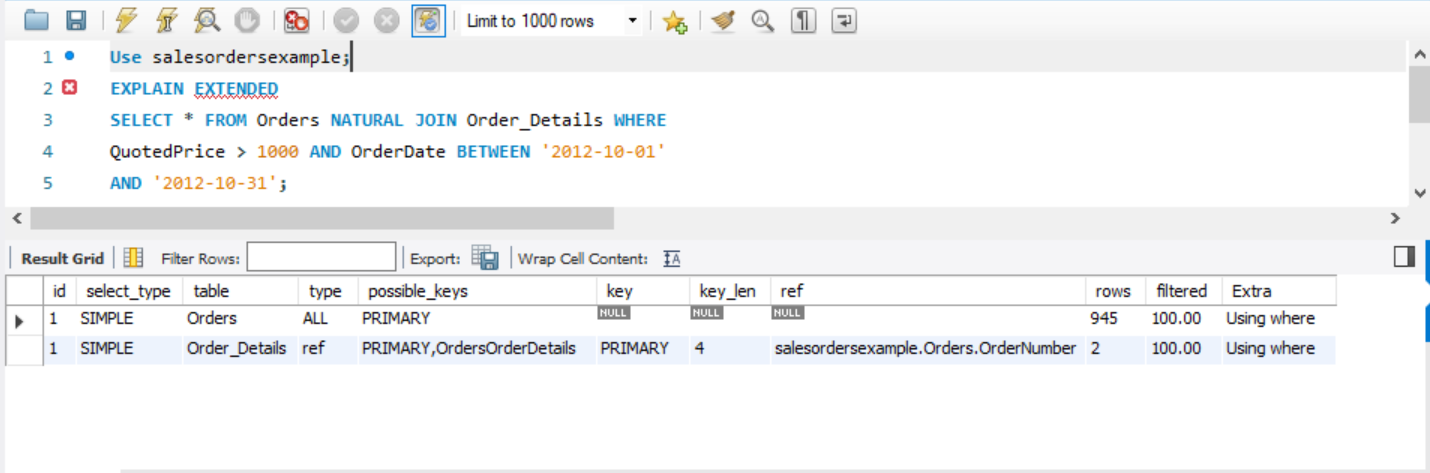 Limit to 1000 rows
1 Use salesordersexample;
2 EXPLAIN EXTENDED
3 SELECT * FROM Orders NATURAL JOIN Order_Details WHERE
4 QuotedPrice > 1000 AND OrderDate BETWEEN '2012-10-01'
5 AND '2012-10-31';
Result Grid Filter Rows: Export: Wrap Cell Content: IA
id select_type table type possible_keys key key_len ref rows filtered Extra
1 SIMPLE Orders ALL PRIMARY NULL NULL NULL 945 100.00 Using where
1 SIMPLE Order_Details ref PRIMARY,OrdersOrderDetails PRIMARY 4 salesordersexample.Orders.OrderNumber 2 100.00 Using where